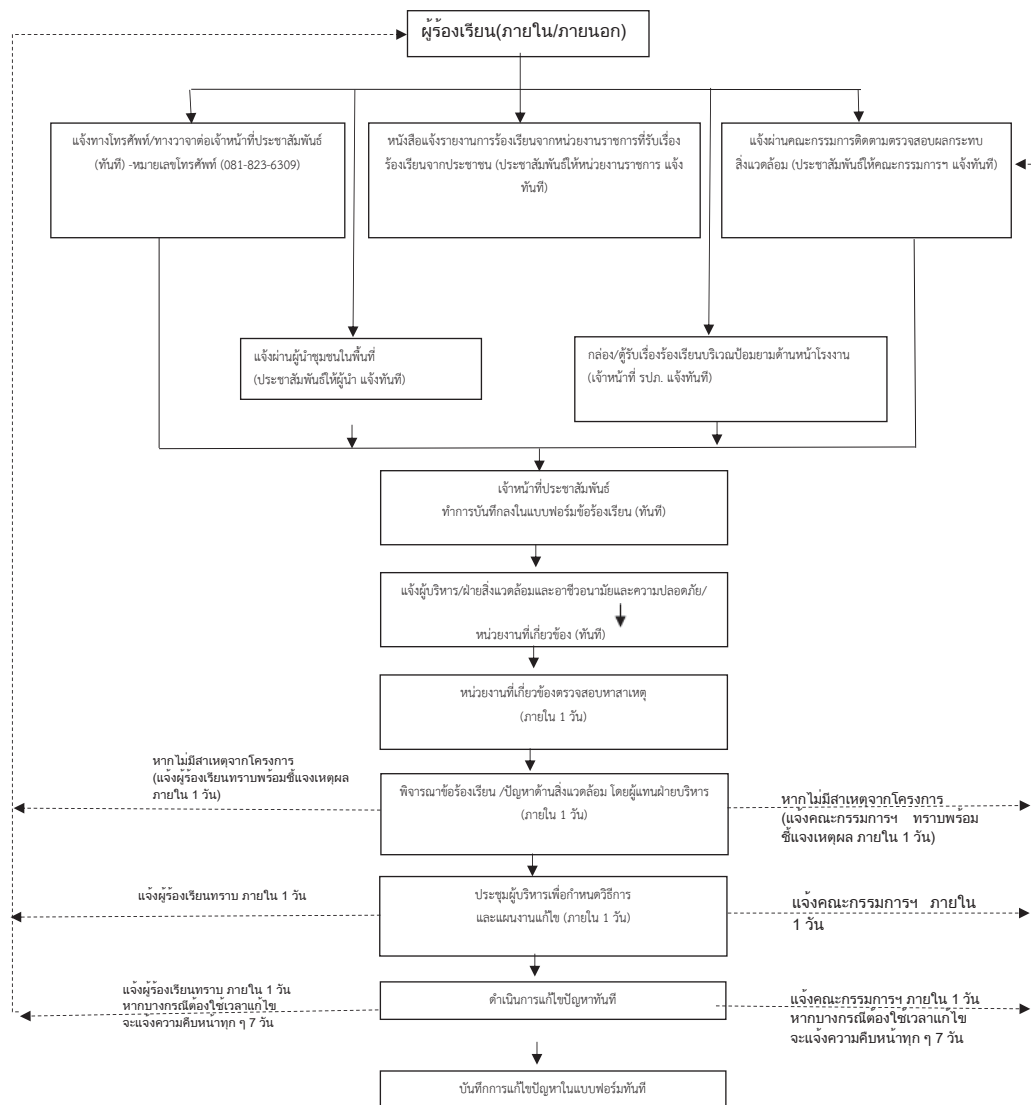 ผู้ร้องเรียน(ภายใน/ภายนอก)
แจ้งทางโทรศัพท์/ทางวาจาต่อเจ้าหน้าที่ประชาสัมพันธ์
(ทันที) -หมายเลขโทรศัพท์ (081-823-6309)
หนังสือแจ้งรายงานการร้องเรียนจากหน่วยงานราชการที่รับเรื่อง
ร้องเรียนจากประชาชน (ประชาสัมพันธ์ให้หน่วยงานราชการ แจ้ง
ทันที)
แจ้งผ่านคณะกรรมการติดตามตรวจสอบผลกระทบ
สิ่งแวดล้อม (ประชาสัมพันธ์ให้คณะกรรมการฯ แจ้งทันที)
แจ้งผ่านผู้นำชุมชนในพื้นที่
(ประชาสัมพันธ์ให้ผู้นำ แจ้งทันที)
กล่อง/ตู้รับเรื่องร้องเรียนบริเวณป้อมยามด้านหน้าโรงงาน
(เจ้าหน้าที่ รปภ. แจ้งทันที)
เจ้าหน้าที่ประชาสัมพันธ์
ทำการบันทึกลงในแบบฟอร์มข้อร้องเรียน (ทันที)
แจ้งผู้บริหาร/ฝ่ายสิ่งแวดล้อมและอาชีวอนามัยและความปลอดภัย/
หน่วยงานที่เกี่ยวข้อง (ทันที)
หน่วยงานที่เกี่ยวข้องตรวจสอบหาสาเหตุ
(ภายใน 1 วัน)
หากไม่มีสาเหตุจากโครงการ
(แจ้งผู้ร้องเรียนทราบพร้อมชี้แจงเหตุผล
ภายใน 1 วัน)
พิจารณาข้อร้องเรียน /ปัญหาด้านสิ่งแวดล้อม โดยผู้แทนฝ่ายบริหาร
(ภายใน 1 วัน)
หากไม่มีสาเหตุจากโครงการ
(แจ้งคณะกรรมการฯ ทราบพร้อม
ชี้แจงเหตุผล ภายใน 1 วัน)
แจ้งผู้ร้องเรียนทราบ ภายใน 1 วัน
ประชุมผู้บริหารเพื่อกำหนดวิธีการ
และแผนงานแก้ไข (ภายใน 1 วัน)
แจ้งคณะกรรมการฯ ภายใน
1 วัน
แจ้งผู้ร้องเรียนทราบ ภายใน 1 วัน
หากบางกรณีต้องใช้เวลาแก้ไข
จะแจ้งความคืบหน้าทุก ๆ 7 วัน
ดำเนินการแก้ไขปัญหาทันที
แจ้งคณะกรรมการฯ ภายใน 1 วัน
หากบางกรณีต้องใช้เวลาแก้ไข
จะแจ้งความคืบหน้าทุก ๆ 7 วัน
บันทึกการแก้ไขปัญหาในแบบฟอร์มทันที